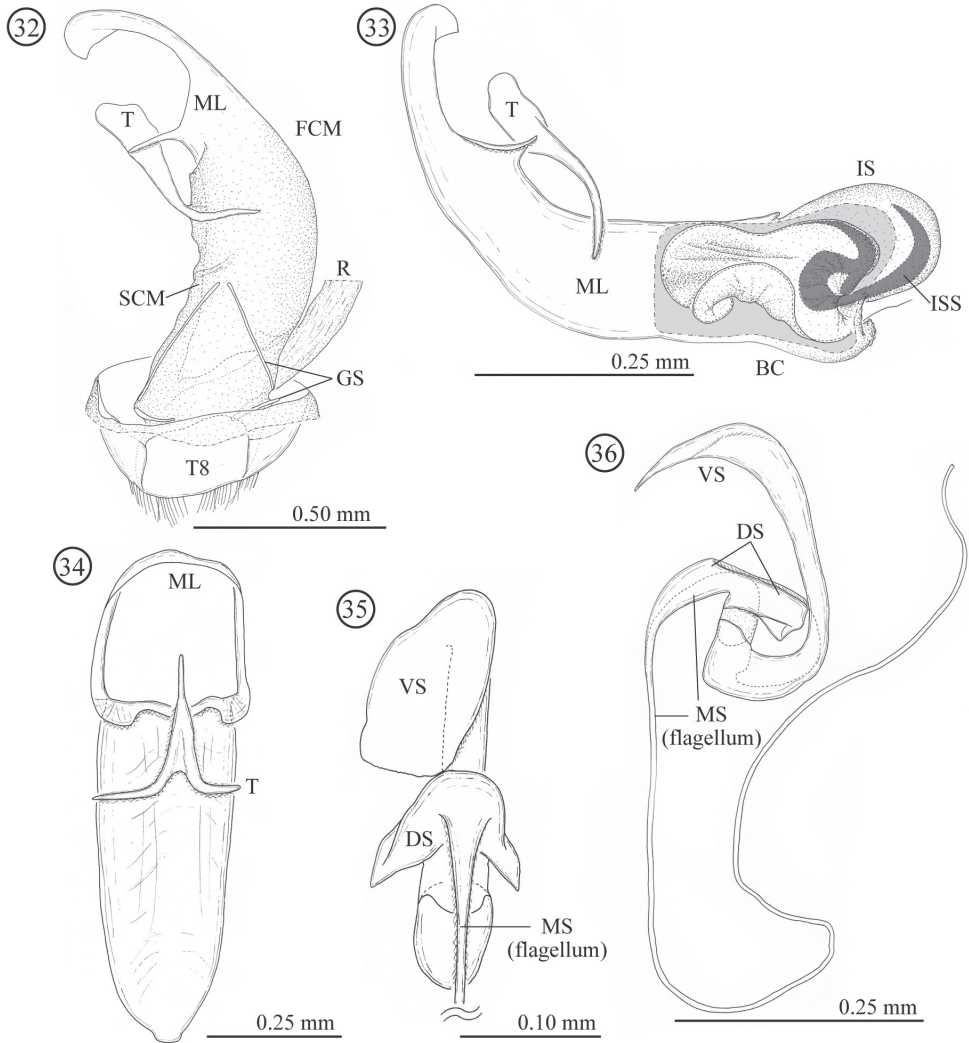 32
ML
T
FCM
R
SCM
GS
T8
0.50 mm
33
T
IS
ML
ISS
BC
0.25 mm
34
ML
T
0.25 mm
35
VS
DS
MS
(flagellum)
0.10 mm
36
VS
DS
MS
(flagellum)
0.25 mm